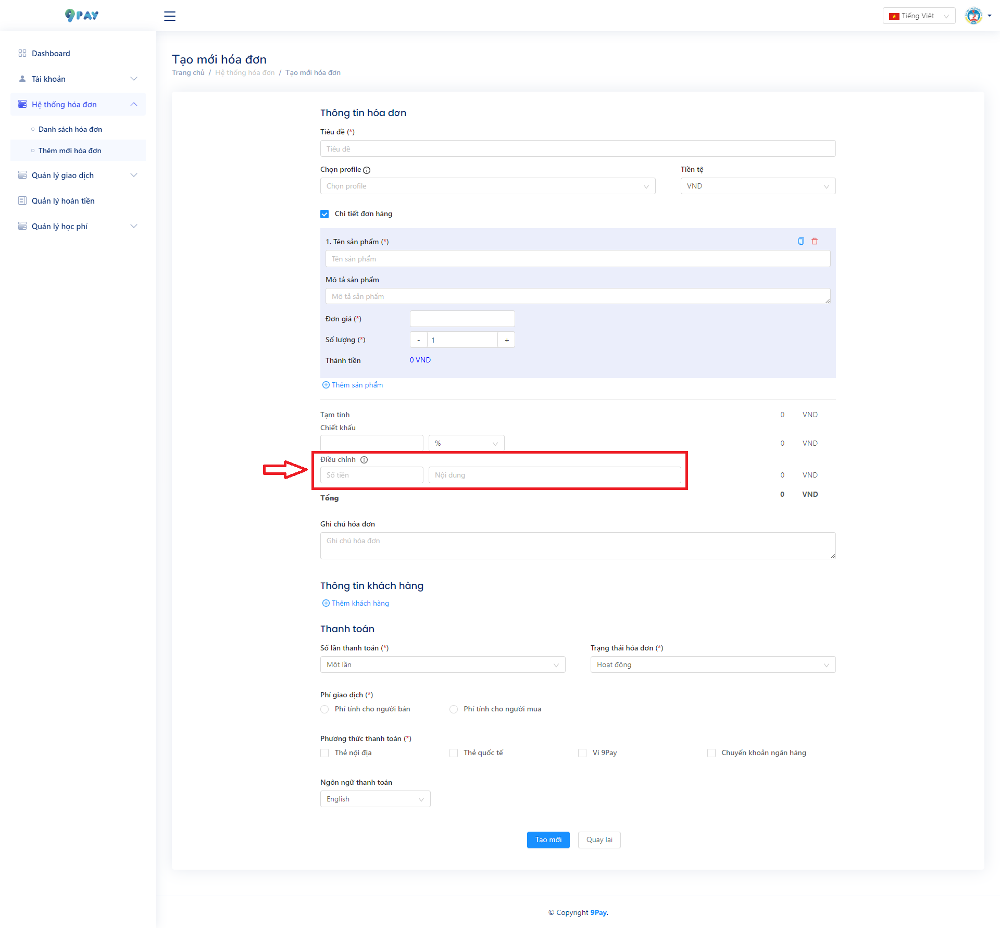 9PAY
Tiếng Việt
Dashboard
Tài khoản
Hệ thống hóa đơn
Danh sách hóa đơn
Thêm mới hóa đơn
Quản lý giao dịch
Quản lý hoàn tiền
Quản lý học phí
Tạo mới hóa đơn
Trang chủ / Hệ thống hóa đơn / Tạo mới hóa đơn
Thông tin hóa đơn
Tiêu đề (*)
Tiêu đề
Chọn profile Tiền tệ
Chọn profile VND
Chi tiết đơn hàng
1. Tên sản phẩm (*)
Tên sản phẩm
Mô tả sản phẩm
Mô tả sản phẩm
Đơn giá (*)
Số lượng (*) - 1 +
Thành tiền 0 VND
Thêm sản phẩm
Tạm tính 0 VND
Chiết khấu
% 0 VND
Điều chỉnh
Số tiền Nội dung 0 VND
Tổng 0 VND
Ghi chú hóa đơn
Ghi chú hóa đơn
Thông tin khách hàng
Thêm khách hàng
Thanh toán
Số lần thanh toán (*) Trạng thái hóa đơn (*)
Một lần Hoạt động
Phí giao dịch (*)
Phí tính cho người bán Phí tính cho người mua
Phương thức thanh toán (*)
Thẻ nội địa Thẻ quốc tế Ví 9Pay Chuyển khoản ngân hàng
Ngôn ngữ thanh toán
English
Tạo mới Quay lại
© Copyright 9Pay.